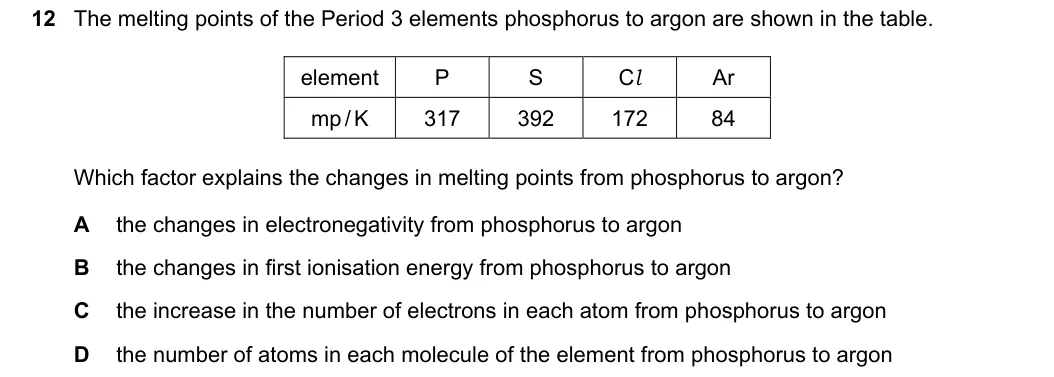 12 The melting points of the Period 3 elements phosphorus to argon are shown in the table.
element P S Cl Ar
mp / K 317 392 172 84
Which factor explains the changes in melting points from phosphorus to argon?
A the changes in electronegativity from phosphorus to argon
B the changes in first ionisation energy from phosphorus to argon
C the increase in the number of electrons in each atom from phosphorus to argon
D the number of atoms in each molecule of the element from phosphorus to argon